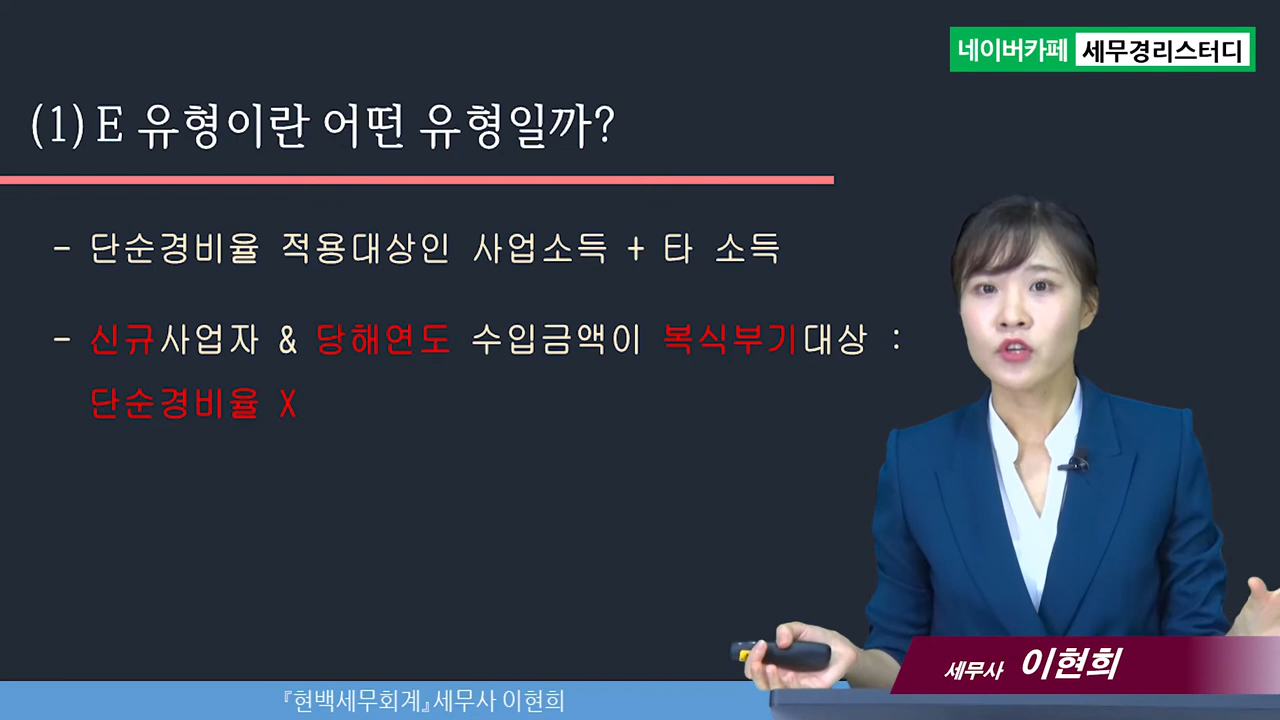 네이버카페 세무경리스터디
(1) E 유형이란 어떤 유형일까?
- 단순경비율 적용대상인 사업소득 + 타 소득
- 신규사업자 & 당해연도 수입금액이 복식부기대상 :
단순경비율 X
세무사 이현희
『현백세무회계』세무사 이현희